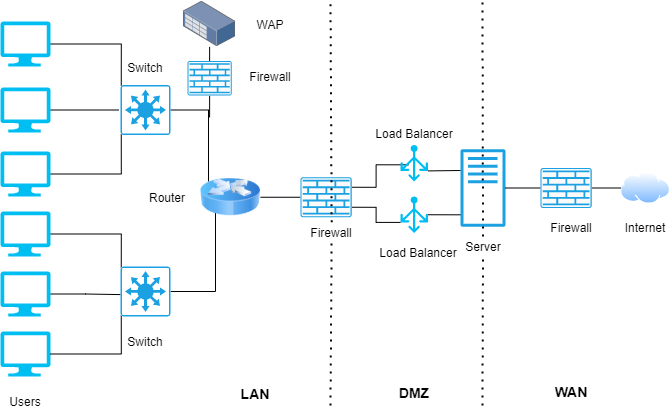 WAP
Switch
Firewall
Load Balancer
Router
Firewall
Load Balancer
Server
Firewall
Internet
Switch
Users
LAN
DMZ
WAN